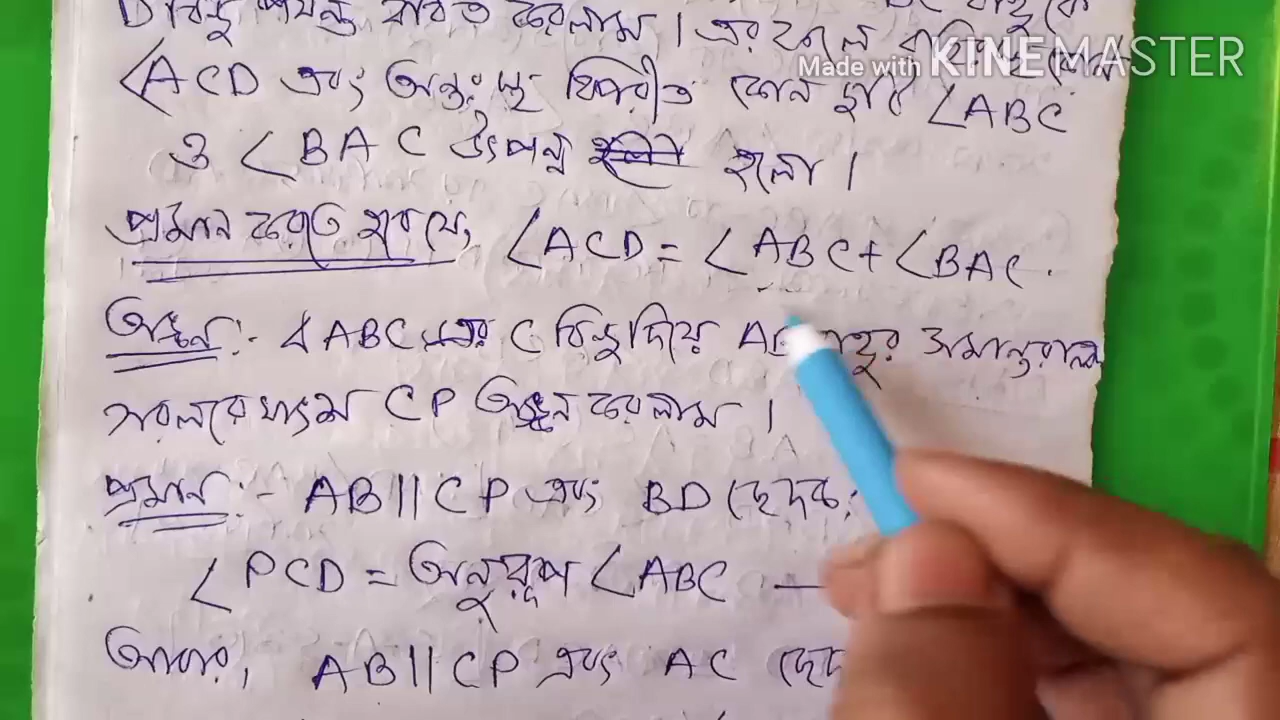 D বিন্দু পর্যন্ত বর্ধিত করলাম । এর ফলে বহিঃস্থ কোন
Made with KINEMASTER
∠ACD এবং অন্তঃস্থ বিপরীত কোন দ্বয় ∠ABC
ও ∠BAC উৎপন্ন হলো ।
প্রমান করতে হবে যে, ∠ACD = ∠ABC + ∠BAC .
অঙ্কন :- ⊿ABC এর C বিন্দু দিয়ে AB বাহুর সমান্তরাল
সরলরেখাংশ CP অঙ্কন করলাম ।
প্রমান :- AB || CP এবং BD ছেদক:
∠PCD = অনুরূপ ∠ABC —
আবার, AB || CP এবং AC